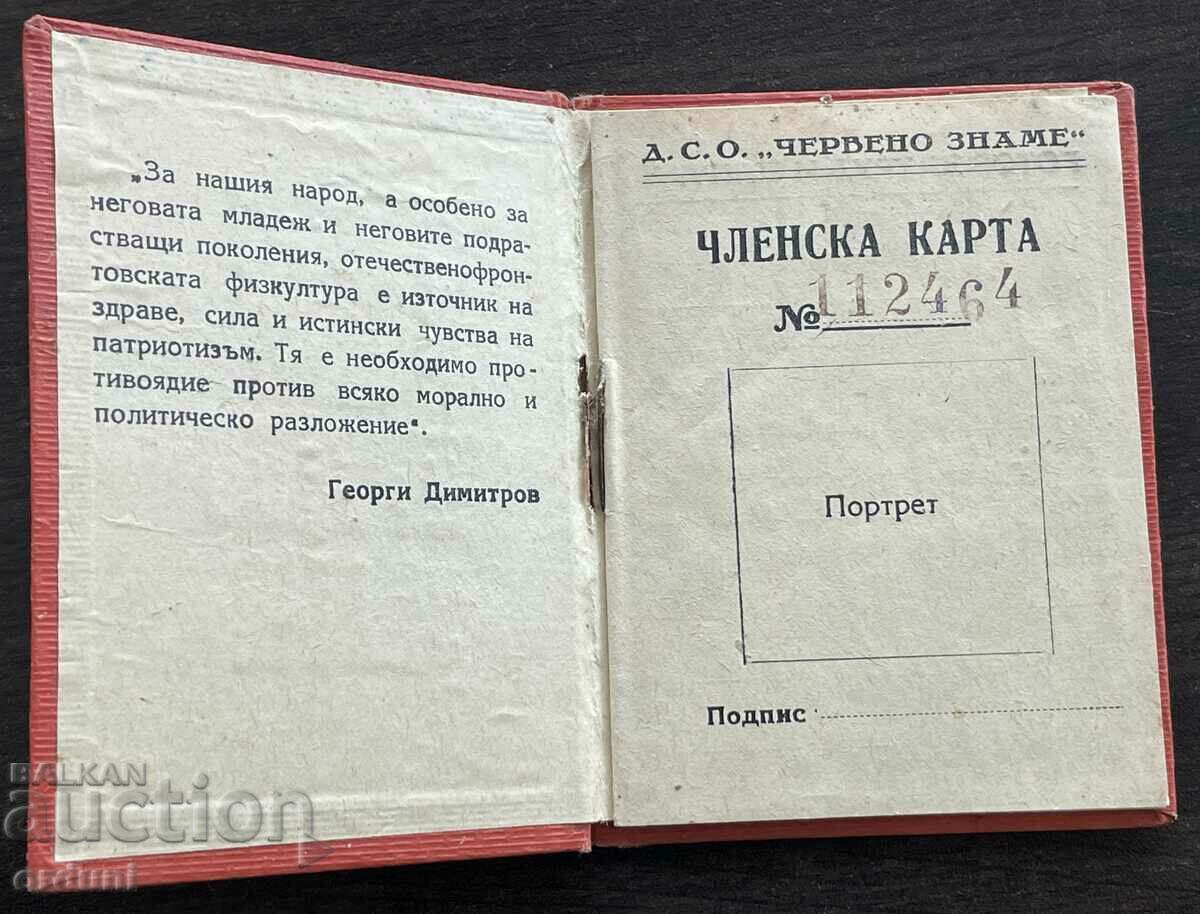 „За нашия народ, а особено за
неговата младеж и неговите подра-
стващи поколения, отечественофрон-
товската физкултура е източник на
здраве, сила и истински чувства на
патриотизъм. Тя е необходимо про-
тивоядие против всяко морално и
политическо разложение“.
Георги Димитров
Д. С. О. „ЧЕРВЕНО ЗНАМЕ“
ЧЛЕНСКА КАРТА
№ 112464
Портрет
Подпис
BALKAN
auction
arduni